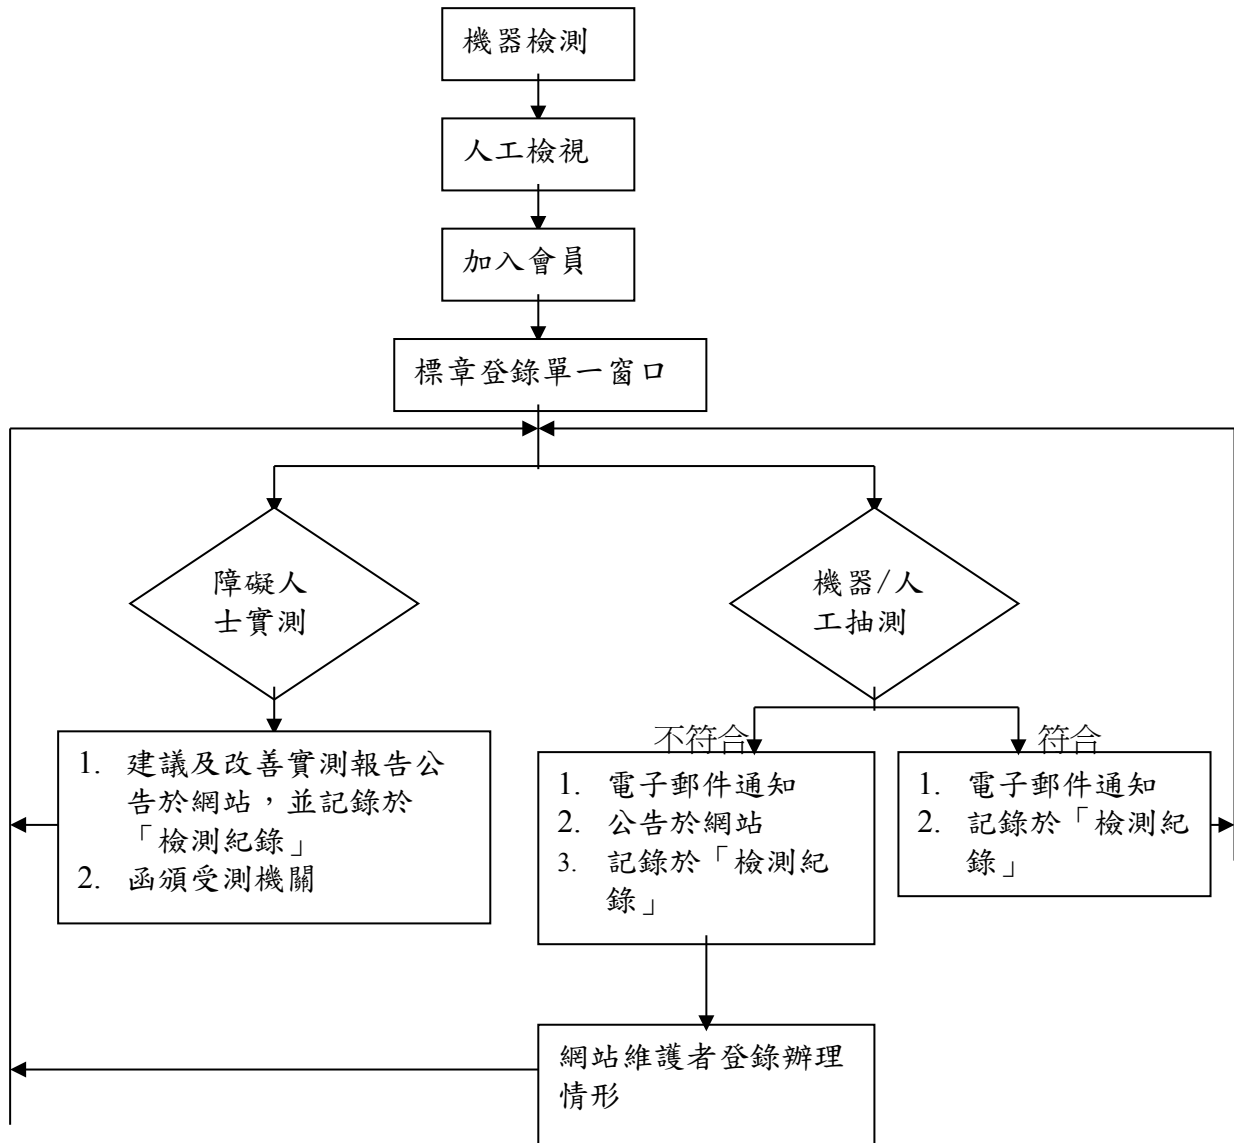 機器檢測
人工檢視
加入會員
標章登錄單一窗口
障礙人
士實測
機器/人
工抽測
不符合
符合
1. 建議及改善實測報告公
告於網站，並記錄於
「檢測紀錄」
2. 函頒受測機關
1. 電子郵件通知
2. 公告於網站
3. 記錄於「檢測紀
錄」
1. 電子郵件通知
2. 記錄於「檢測紀
錄」
網站維護者登錄辦理
情形